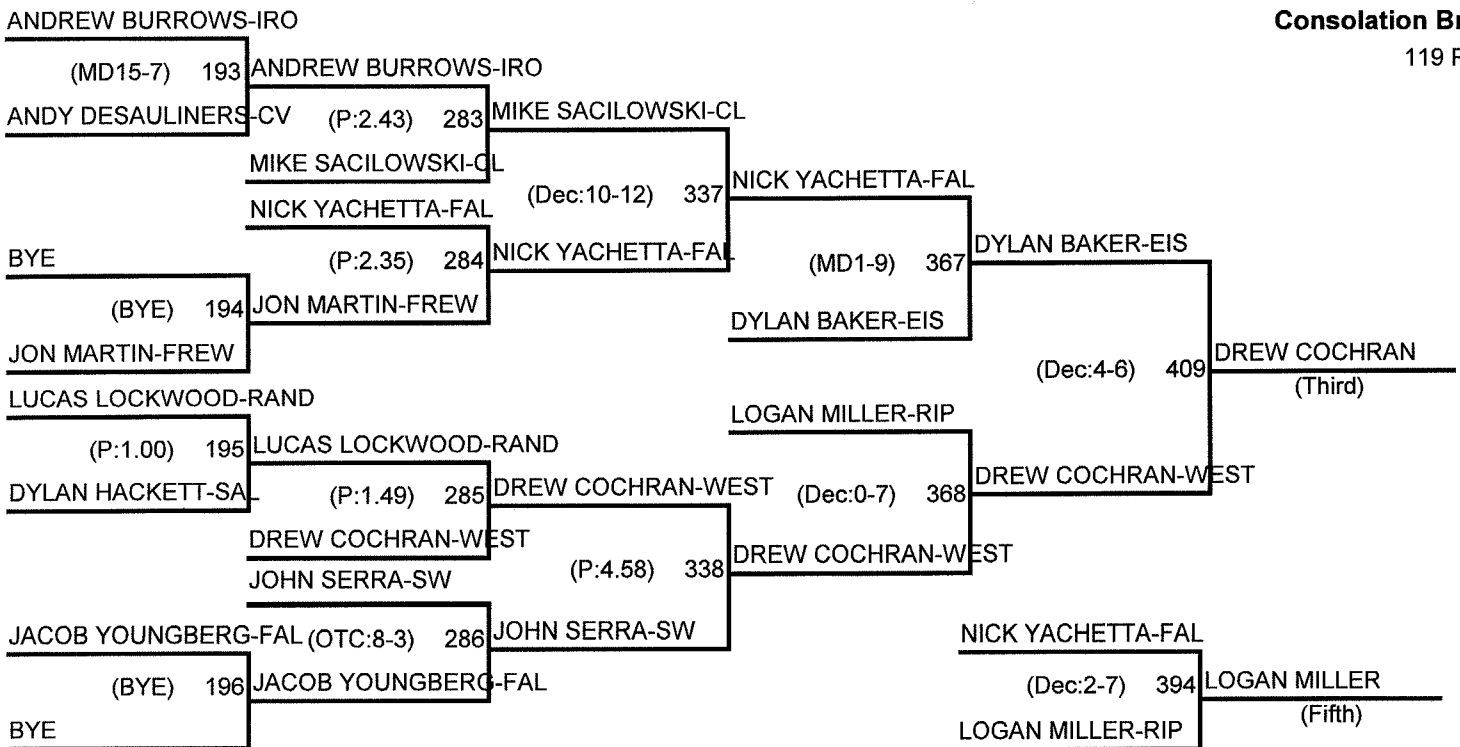 ANDREW BURROWS-IRO
Consolation
119
(MD15-7) 193 ANDREW BURROWS-IRO
ANDY DESAULINERS-CV (P:2.43) 283 MIKE SACILOWSKI-CL
MIKE SACILOWSKI-CL
(Dec:10-12) 337 NICK YACHETTA-FAL
NICK YACHETTA-FAL
BYE (P:2.35) 284 NICK YACHETTA-FAL (MD1-9) 367 DYLAN BAKER-EIS
(BYE) 194 JON MARTIN-FREW
DYLAN BAKER-EIS
JON MARTIN-FREW
(Dec:4-6) 409 DREW COCHRAN
(Third)
LUCAS LOCKWOOD-RAND
LOGAN MILLER-RIP
(P:1.00) 195 LUCAS LOCKWOOD-RAND
DYLAN HACKETT-SAL (P:1.49) 285 DREW COCHRAN-WEST (Dec:0-7) 368 DREW COCHRAN-WEST
DREW COCHRAN-WEST
(P:4.58) 338 DREW COCHRAN-WEST
JOHN SERRA-SW
JACOB YOUNGBERG-FAL (OTC:8-3) 286 JOHN SERRA-SW NICK YACHETTA-FAL
(BYE) 196 JACOB YOUNGBERG-FAL (Dec:2-7) 394 LOGAN MILLER
(Fifth)
BYE LOGAN MILLER-RIP